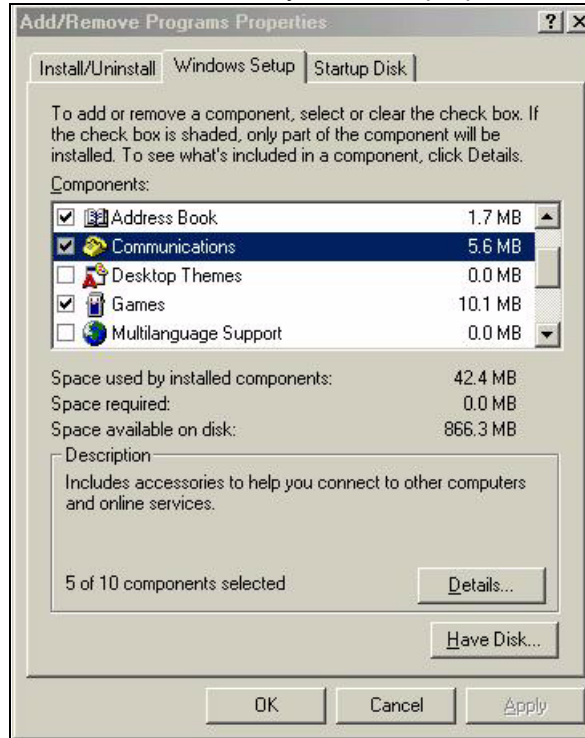 Add/Remove Programs Properties
Install/Uninstall Windows Setup Startup Disk
To add or remove a component, select or clear the check box. If
the check box is shaded, only part of the component will be
installed. To see what's included in a component, click Details.
Components:
Address Book 1.7 MB
Communications 5.6 MB
Desktop Themes 0.0 MB
Games 10.1 MB
Multilanguage Support 0.0 MB
Space used by installed components: 42.4 MB
Space required: 0.0 MB
Space available on disk: 866.3 MB
Description
Includes accessories to help you connect to other computers
and online services.
5 of 10 components selected Details...
Have Disk...
OK Cancel Apply